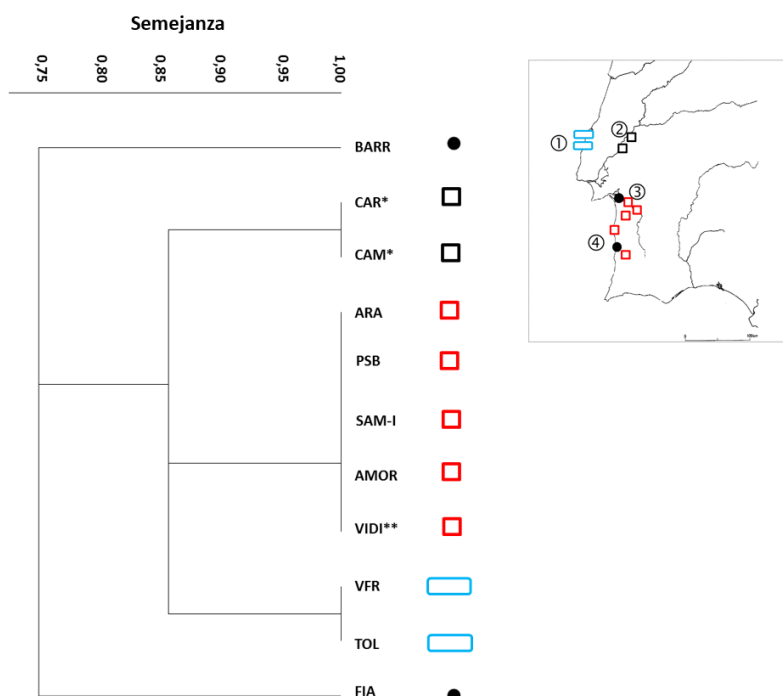 Semejanza
0,75 0,80 0,85 0,90 0,95 1,00
BARR
CAR*
CAM*
ARA
PSB
SAM-I
AMOR
VIDI**
VFR
TOL
FIA
①
②
③
④
0